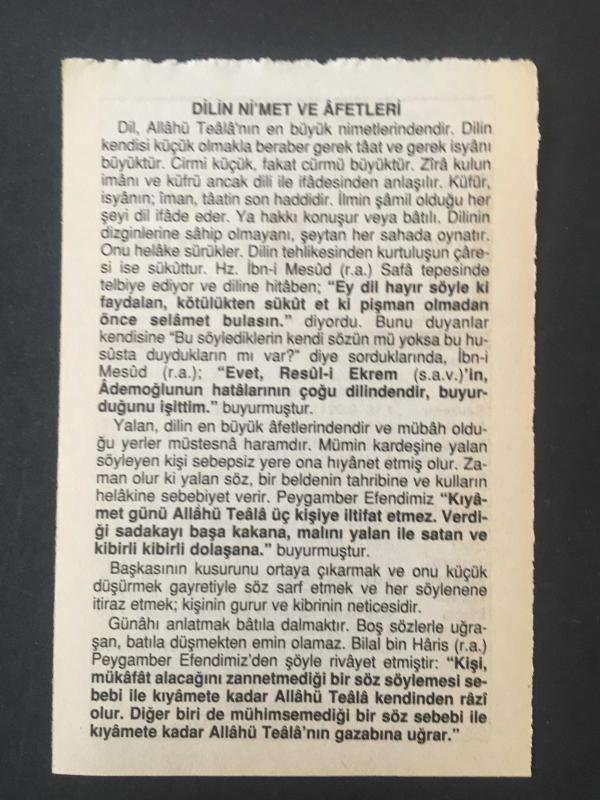 DİLİN Nİ'MET VE ÂFETLERİ
Dil, Allâhü Teâlâ'nın en büyük nimetlerindendir. Dilin
kendisi küçük olmakla beraber gerek tâat ve gerek isyânı
büyüktür. Cirmi küçük, fakat cürmü büyüktür. Zîrâ kulun
imânı ve küfrü ancak dili ile ifâdesinden anlaşılır. Küfür,
isyânın; îman, tâatin son haddidir. İlmin şâmil olduğu her
şeyi dil ifâde eder. Ya hakkı konuşur veya bâtılı. Dilinin
dizginlerine sâhip olmayanı, şeytan her sahada oynatır.
Onu helâke sürükler. Dilin tehlikesinden kurtuluşun çâre-
si ise sükûttur. Hz. İbn-i Mesûd (r.a.) Safâ tepesinde
telbiye ediyor ve diline hitâben; “Ey dil hayır söyle ki
faydalan, kötülükten sükût et ki pişman olmadan
önce selâmet bulasın.” diyordu. Bunu duyanlar
kendisine “Bu söylediklerin kendi sözün mü yoksa bu hu-
sûsta duydukların mı var?” diye sorduklarında, İbn-i
Mesûd (r.a.); “Evet, Resûl-i Ekrem (s.a.v.)'in,
Âdemoğlunun hatâlarının çoğu dilindendir, buyur-
duğunu işittim.” buyurmuştur.
Yalan, dilin en büyük âfetlerindendir ve mübâh oldu-
ğu yerler müstesnâ haramdır. Mümin kardeşine yalan
söyleyen kişi sebepsiz yere ona hıyânet etmiş olur. Za-
man olur ki yalan söz, bir beldenin tahribine ve kulların
helâkine sebebiyet verir. Peygamber Efendimiz “Kıyâ-
met günü Allâhü Teâlâ üç kişiye iltifat etmez. Verdi-
ği sadakayı başa kakana, malını yalan ile satan ve
kibirli kibirli dolaşana.” buyurmuştur.
Başkasının kusurunu ortaya çıkarmak ve onu küçük
düşürmek gayretiyle söz sarf etmek ve her söylenene
itiraz etmek; kişinin gurur ve kibrinin neticesidir.
Günâhı anlatmak bâtıla dalmaktır. Boş sözlerle uğra-
şan, batıla düşmekten emin olamaz. Bilal bin Hâris (r.a.)
Peygamber Efendimiz'den şöyle rivâyet etmiştir: “Kişi,
mükâfât alacağını zannetmediği bir söz söylemesi se-
bebi ile kıyâmete kadar Allâhü Teâlâ kendinden râzî
olur. Diğer biri de mühimsemediği bir söz sebebi ile
kıyâmete kadar Allâhü Teâlâ'nın gazabına uğrar.”